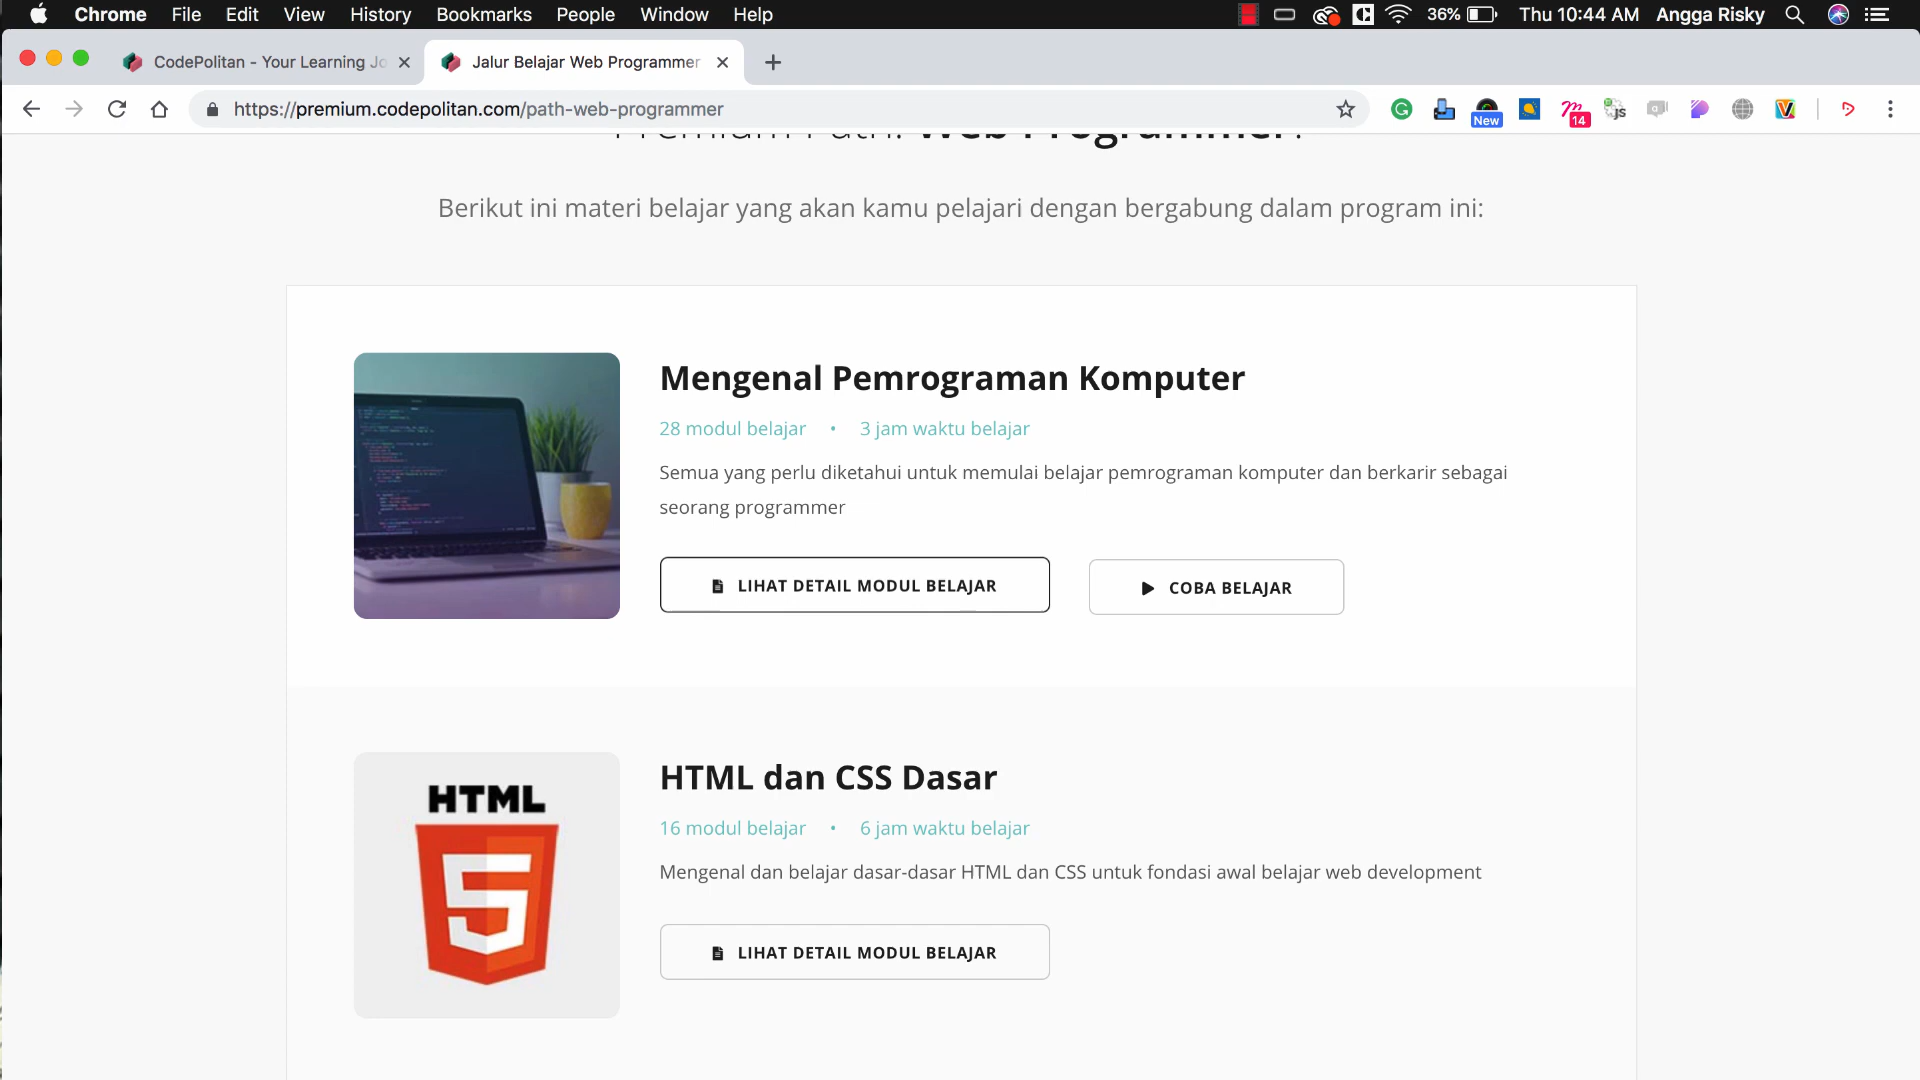 Chrome File Edit View History Bookmarks People Window Help 36% Thu 10:44 AM Angga Risky
CodePolitan - Your Learning Jo
Jalur Belajar Web Programmer
https://premium.codepolitan.com/path-web-programmer
New
14
JS
Premium Path: Web Programmer?
Berikut ini materi belajar yang akan kamu pelajari dengan bergabung dalam program ini:
Mengenal Pemrograman Komputer
28 modul belajar • 3 jam waktu belajar
Semua yang perlu diketahui untuk memulai belajar pemrograman komputer dan berkarir sebagai
seorang programmer
LIHAT DETAIL MODUL BELAJAR
COBA BELAJAR
HTML
5
HTML dan CSS Dasar
16 modul belajar • 6 jam waktu belajar
Mengenal dan belajar dasar-dasar HTML dan CSS untuk fondasi awal belajar web development
LIHAT DETAIL MODUL BELAJAR